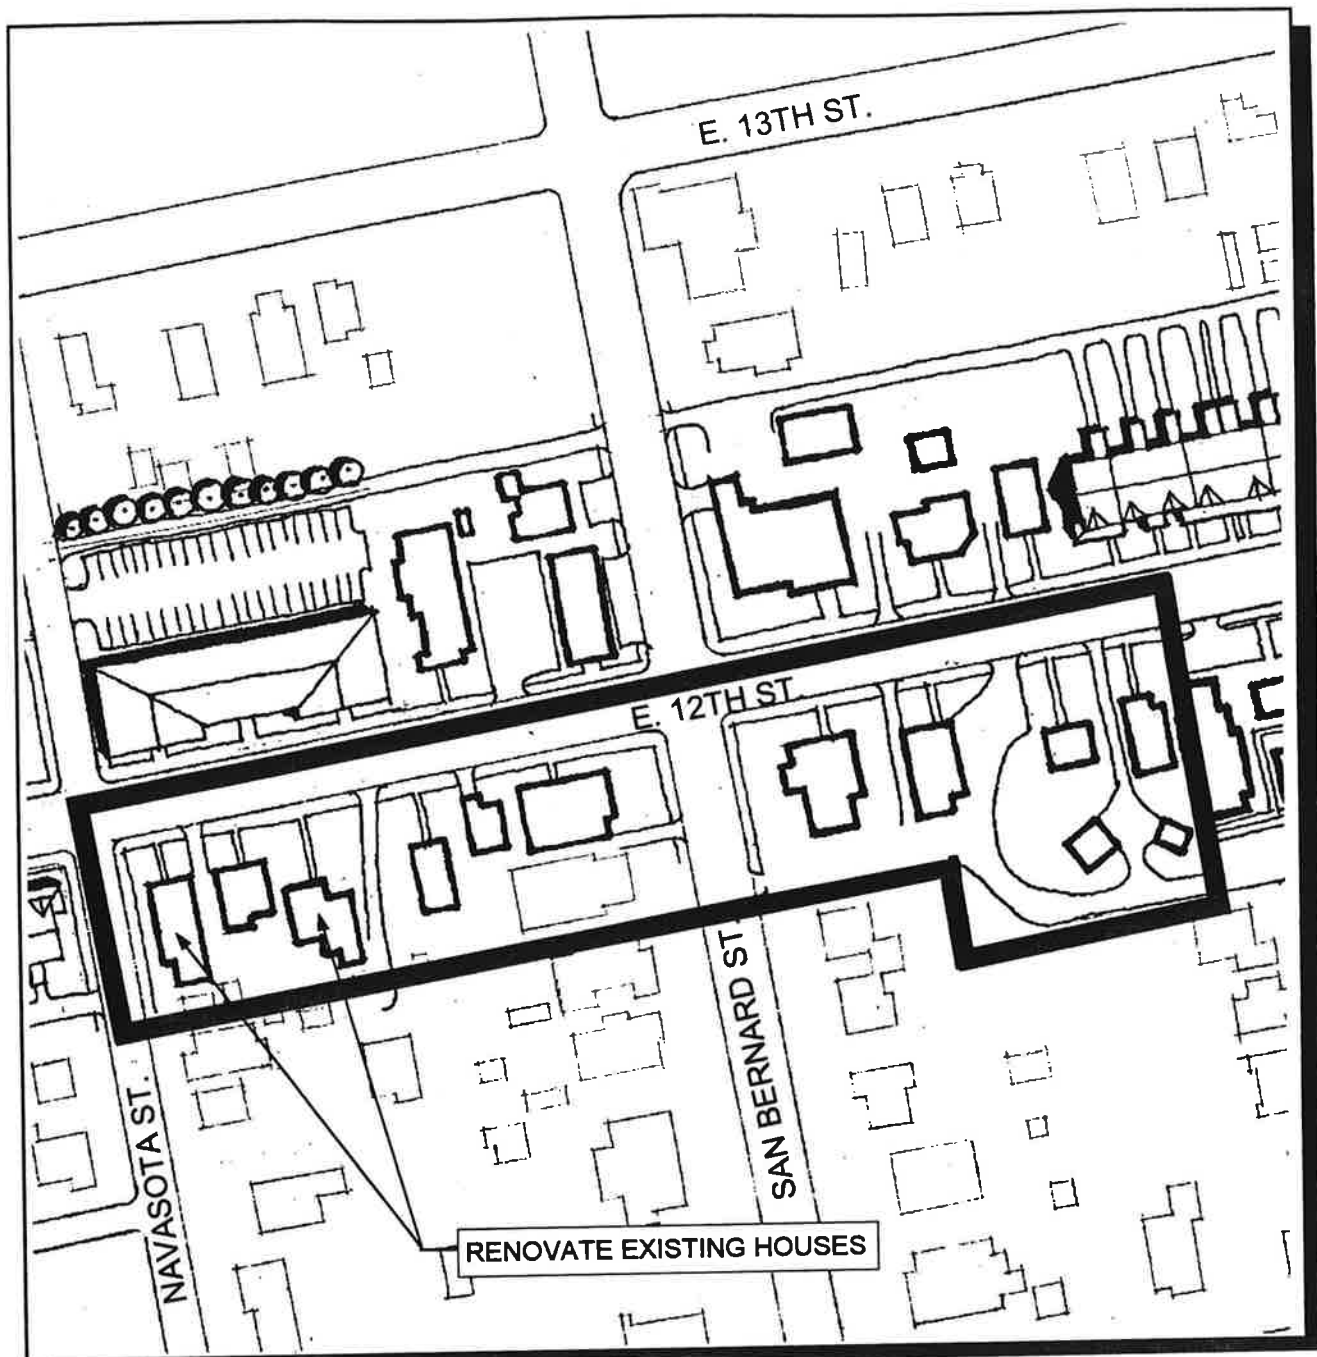 E. 13TH ST.
E. 12TH ST.
SAN BERNARD ST.
NAVASOTA ST.
RENOVATE EXISTING HOUSES